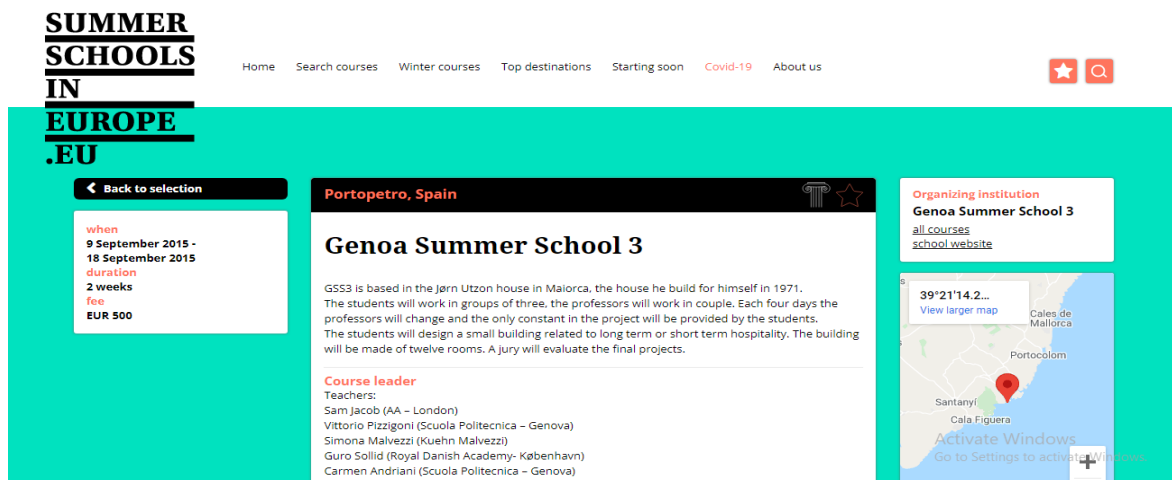 SUMMER
SCHOOLS
IN
EUROPE
.EU
Home Search courses Winter courses Top destinations Starting soon Covid-19 About us
Back to selection
when
9 September 2015 -
18 September 2015
duration
2 weeks
fee
EUR 500
Portopetro, Spain
Genoa Summer School 3
GSS3 is based in the Jørn Utzon house in Maiorca, the house he build for himself in 1971.
The students will work in groups of three, the professors will work in couple. Each four days the
professors will change and the only constant in the project will be provided by the students.
The students will design a small building related to long term or short term hospitality. The building
will be made of twelve rooms. A jury will evaluate the final projects.
Course leader
Teachers:
Sam Jacob (AA – London)
Vittorio Pizzigoni (Scuola Politecnica – Genova)
Simona Malvezzi (Kuehn Malvezzi)
Guro Sollid (Royal Danish Academy- København)
Carmen Andriani (Scuola Politecnica – Genova)
Organizing institution
Genoa Summer School 3
all courses
school website
39°21'14.2...
View larger map
Cales de
Mallorca
Portocolom
Santanyí
Cala Figuera
Activate Windows
Go to Settings to activate Windows.